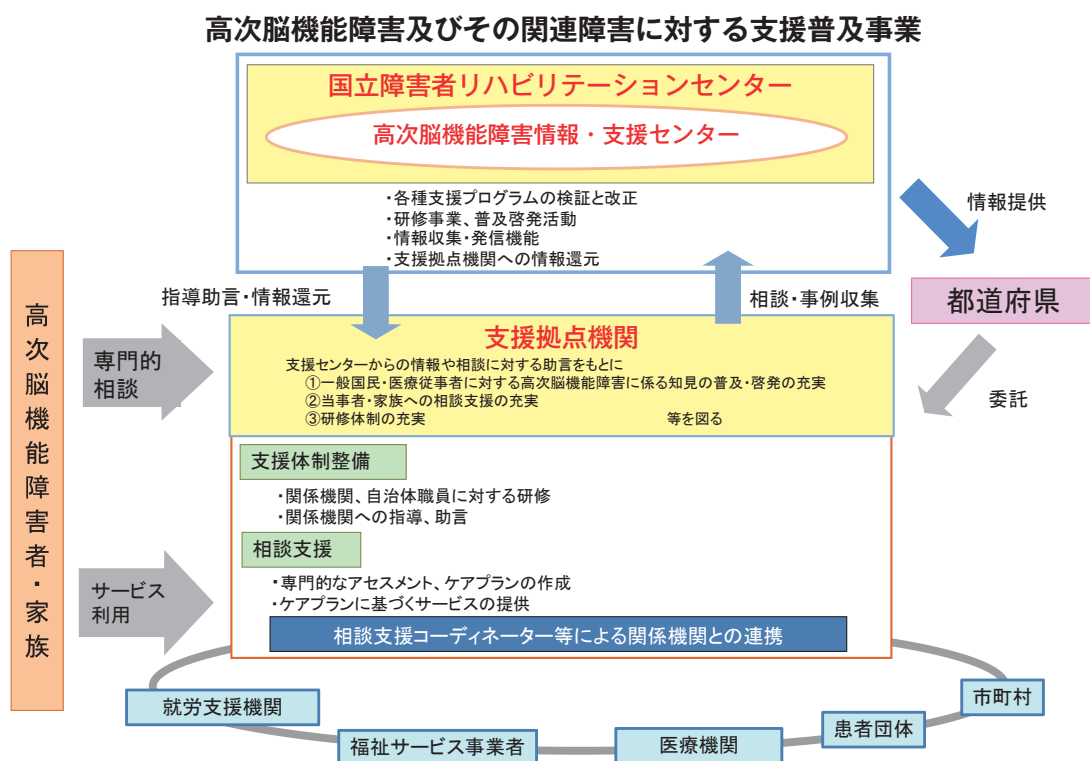 高次脳機能障害及びその関連障害に対する支援普及事業
国立障害者リハビリテーションセンター
高次脳機能障害情報・支援センター
・各種支援プログラムの検証と改正
・研修事業、普及啓発活動
・情報収集・発信機能
・支援拠点機関への情報還元
情報提供
指導助言・情報還元
相談・事例収集
都道府県
高次脳機能障害者・家族
専門的
相談
支援拠点機関
支援センターからの情報や相談に対する助言をもとに
①一般国民・医療従事者に対する高次脳機能障害に係る知見の普及・啓発の充実
②当事者・家族への相談支援の充実
③研修体制の充実 等を図る
委託
支援体制整備
・関係機関、自治体職員に対する研修
・関係機関への指導、助言
相談支援
・専門的なアセスメント、ケアプランの作成
・ケアプランに基づくサービスの提供
サービス
利用
相談支援コーディネーター等による関係機関との連携
就労支援機関
福祉サービス事業者
医療機関
患者団体
市町村